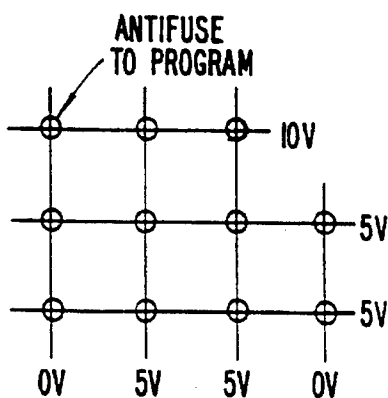 ANTIFUSE
TO PROGRAM
10V
5V
5V
0V 5V 5V 0V